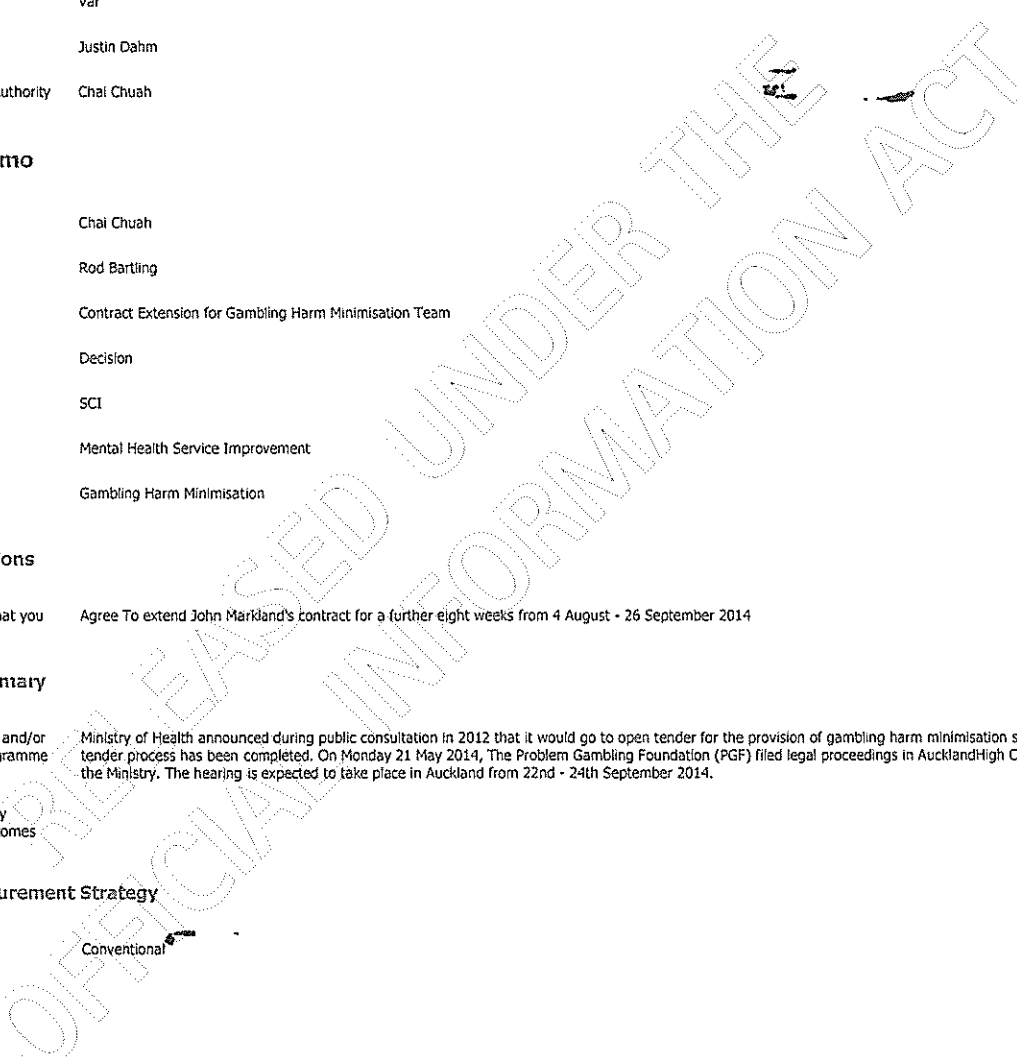 Var
Justin Dahm
uthority Chai Chuah
mo
Chai Chuah
Rod Bartling
Contract Extension for Gambling Harm Minimisation Team
Decision
SCI
Mental Health Service Improvement
Gambling Harm Minimisation
ons
nat you Agree To extend John Markland's contract for a further eight weeks from 4 August - 26 September 2014
mary
and/or Ministry of Health announced during public consultation in 2012 that it would go to open tender for the provision of gambling harm minimisation s
gramme tender process has been completed. On Monday 21 May 2014, The Problem Gambling Foundation (PGF) filed legal proceedings in AucklandHigh C
the Ministry. The hearing is expected to take place in Auckland from 22nd - 24th September 2014.
y
omes
urement Strategy
Conventional
RELEASED UNDER THE
OFFICIAL INFORMATION ACT